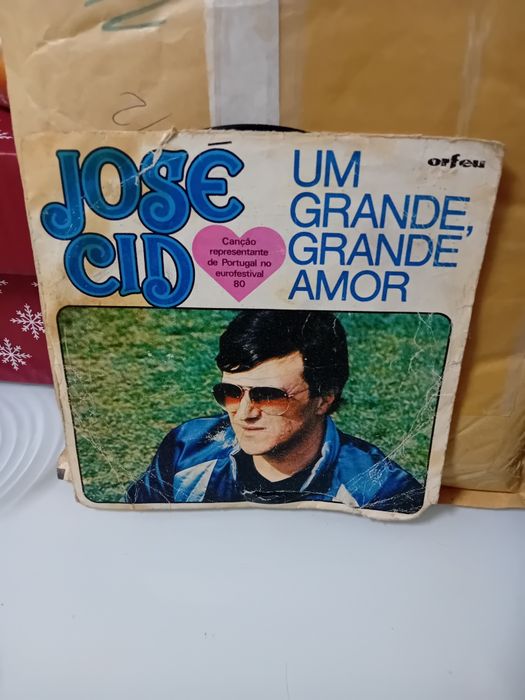 JOSÉ
CID
UM
GRANDE,
GRANDE
AMOR
orfeu
Canção
representante
de Portugal no
eurofestival
80